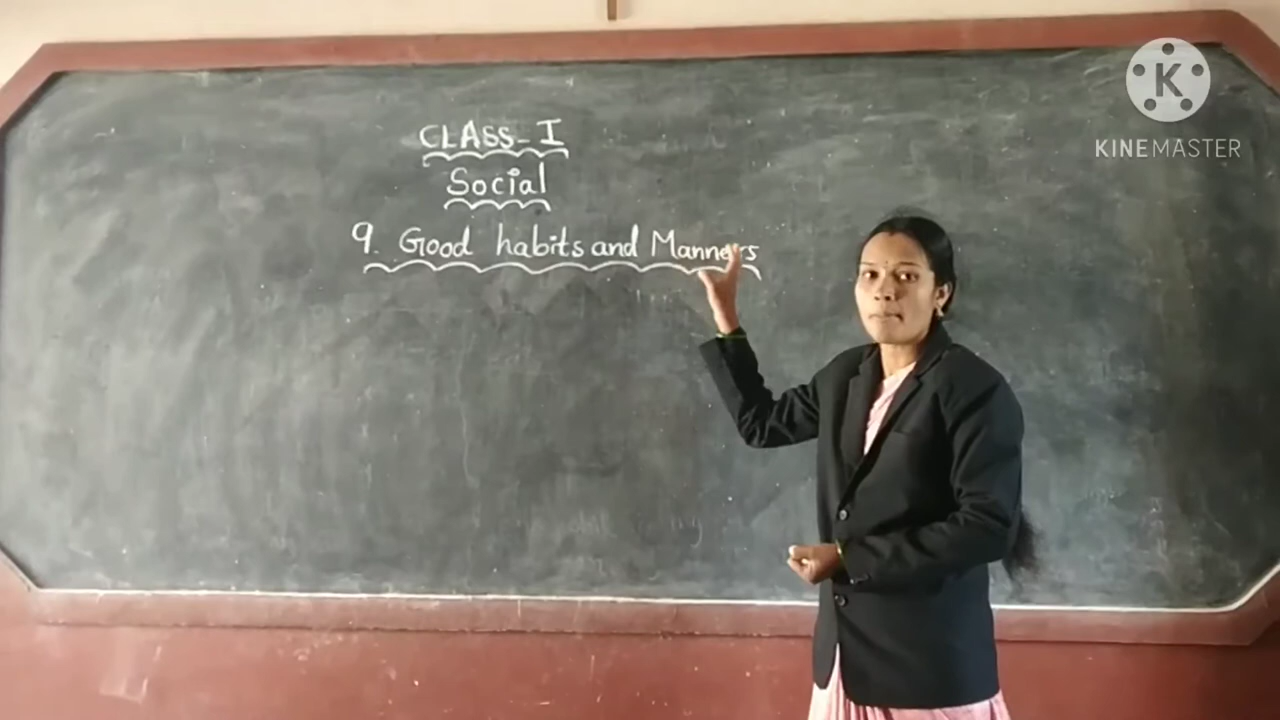 CLASS-I
Social
9. Good habits and Manners
K
KINEMASTER